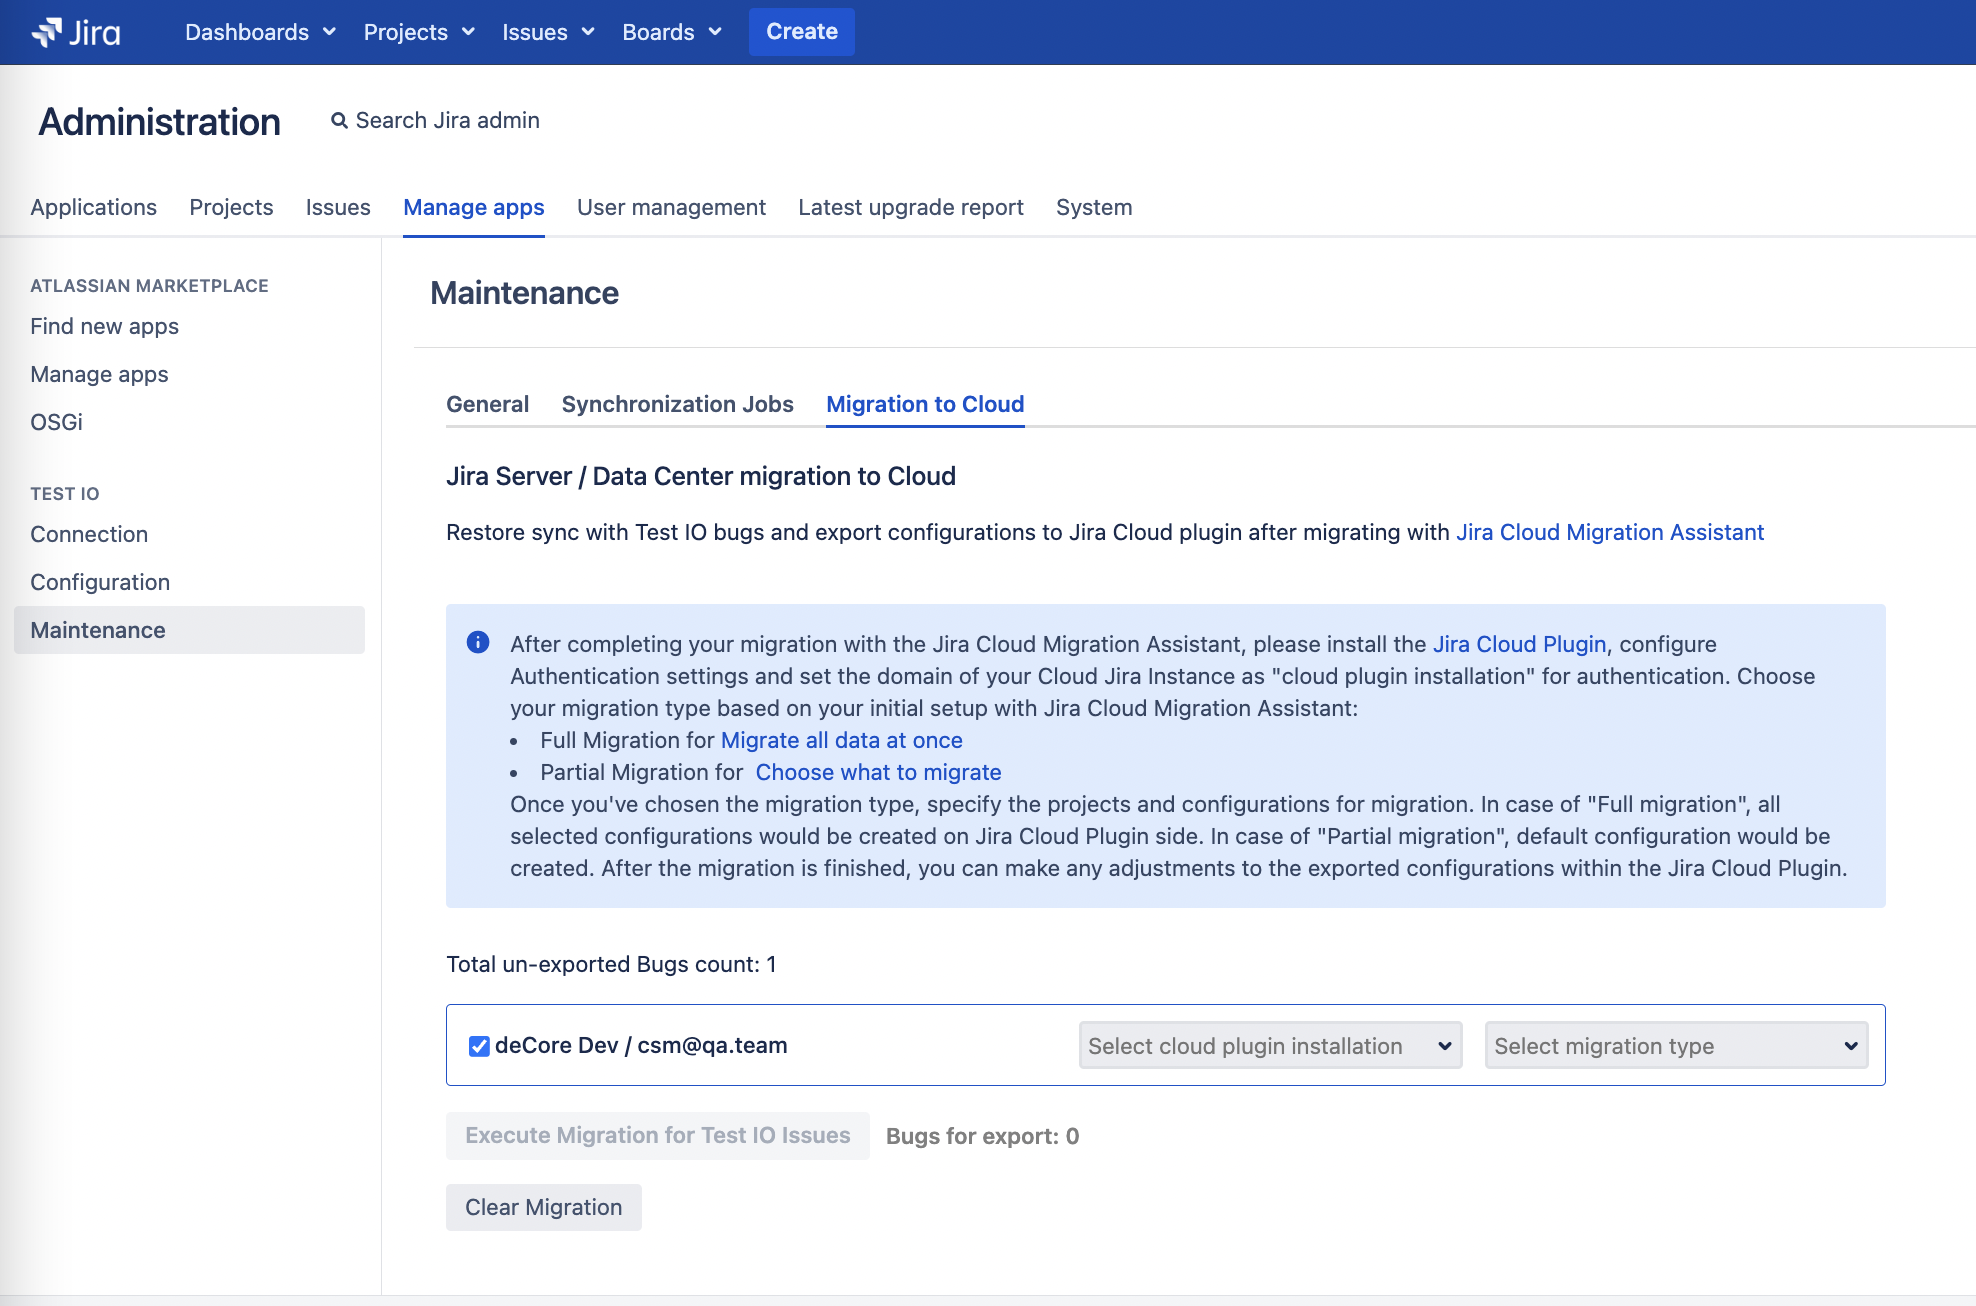 Jira Dashboards Projects Issues Boards Create
Administration Search Jira admin
Applications Projects Issues Manage apps User management Latest upgrade report System
ATLASSIAN MARKETPLACE
Find new apps
Manage apps
OSGi
TEST IO
Connection
Configuration
Maintenance
Maintenance
General Synchronization Jobs Migration to Cloud
Jira Server / Data Center migration to Cloud
Restore sync with Test IO bugs and export configurations to Jira Cloud plugin after migrating with Jira Cloud Migration Assistant
After completing your migration with the Jira Cloud Migration Assistant, please install the Jira Cloud Plugin, configure
Authentication settings and set the domain of your Cloud Jira Instance as "cloud plugin installation" for authentication. Choose
your migration type based on your initial setup with Jira Cloud Migration Assistant:
• Full Migration for Migrate all data at once
• Partial Migration for Choose what to migrate
Once you've chosen the migration type, specify the projects and configurations for migration. In case of "Full migration", all
selected configurations would be created on Jira Cloud Plugin side. In case of "Partial migration", default configuration would be
created. After the migration is finished, you can make any adjustments to the exported configurations within the Jira Cloud Plugin.
Total un-exported Bugs count: 1
deCore Dev / csm@qa.team Select cloud plugin installation Select migration type
Execute Migration for Test IO Issues Bugs for export: 0
Clear Migration